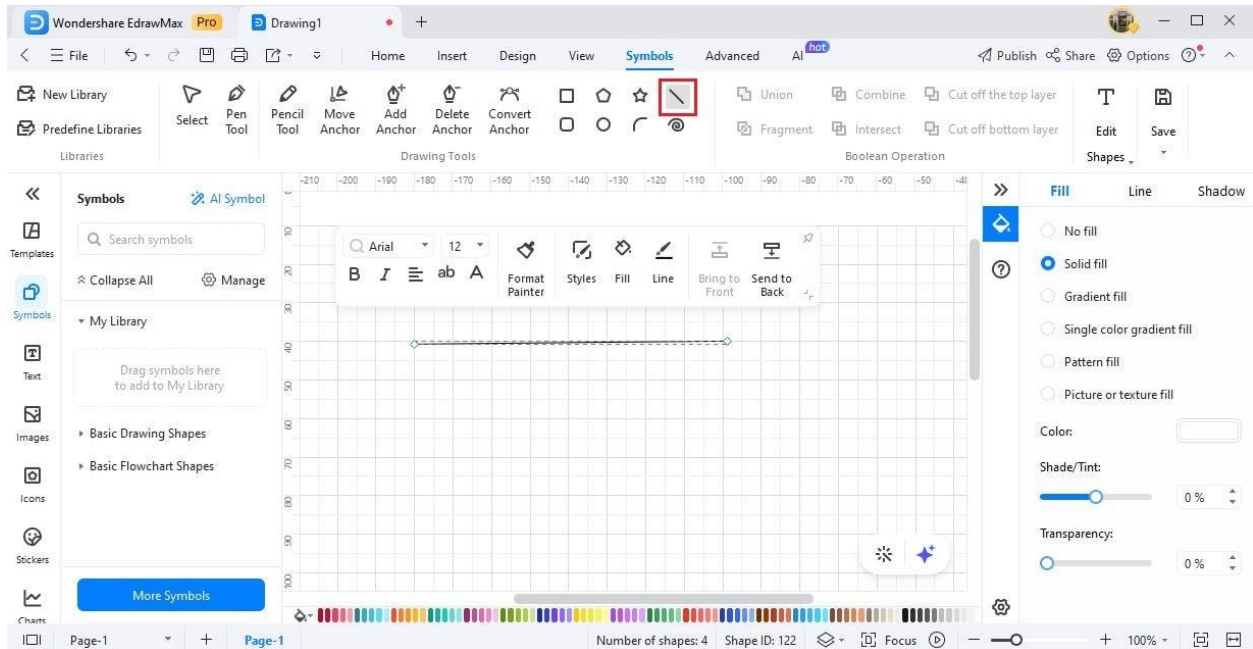 Wondershare EdrawMax Pro Drawing1
File Home Insert Design View Symbols Advanced AI hot Publish Share Options
New Library
Predefine Libraries
Libraries
Select Pen Tool Pencil Tool Move Anchor Add Anchor Delete Anchor Convert Anchor
Drawing Tools
Union Combine Cut off the top layer
Fragment Intersect Cut off bottom layer
Boolean Operation
Edit Shapes Save
-210 -200 -190 -180 -170 -160 -150 -140 -130 -120 -110 -100 -90 -80 -70 -60 -50 -40
Templates
Symbols
Text
Images
Icons
Stickers
Charts
Symbols AI Symbol
Search symbols
Collapse All Manage
My Library
Drag symbols here
to add to My Library
Basic Drawing Shapes
Basic Flowchart Shapes
More Symbols
40
50
60
70
80
90
100
Arial 12
B I ab A
Format Painter Styles Fill Line Bring to Front Send to Back
Fill Line Shadow
No fill
Solid fill
Gradient fill
Single color gradient fill
Pattern fill
Picture or texture fill
Color:
Shade/Tint:
0 %
Transparency:
0 %
Page-1 Page-1 Number of shapes: 4 Shape ID: 122 Focus 100%